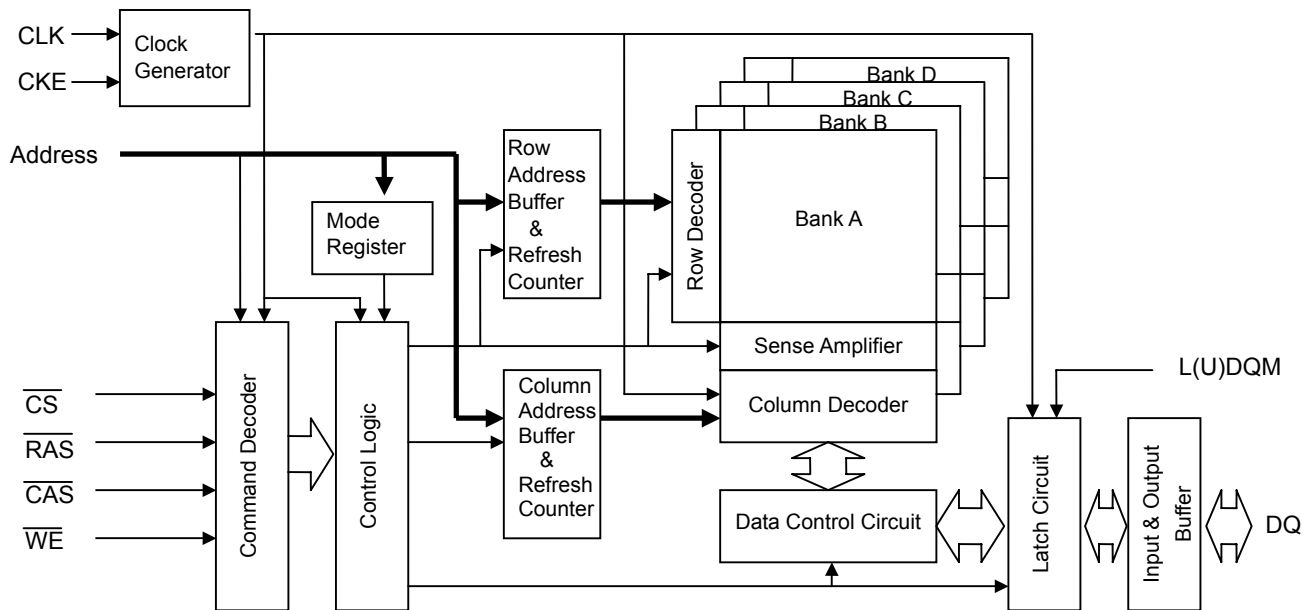 CLK
CKE
Clock
Generator
Address
Mode
Register
Row
Address
Buffer
&
Refresh
Counter
Row Decoder
Bank D
Bank C
Bank B
Bank A
Sense Amplifier
Column Decoder
Column
Address
Buffer
&
Refresh
Counter
CS
RAS
CAS
WE
Command Decoder
Control Logic
Data Control Circuit
L(U)DQM
Latch Circuit
Input & Output
Buffer
DQ